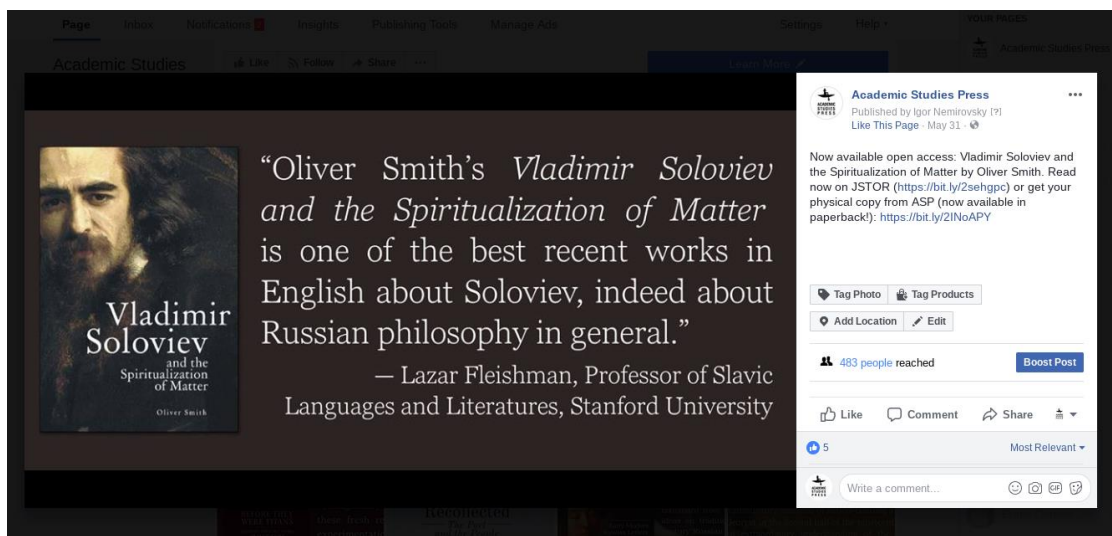 Page Inbox Notifications Insights Publishing Tools Manage Ads Settings Help
YOUR PAGES
Academic Studies Like Follow Share ... Learn More
Academic Studies Press
Vladimir
Soloviev
and the
Spiritualization
of Matter
Oliver Smith
“Oliver Smith’s Vladimir Soloviev
and the Spiritualization of Matter
is one of the best recent works in
English about Soloviev, indeed about
Russian philosophy in general.”
— Lazar Fleishman, Professor of Slavic
Languages and Literatures, Stanford University
ACADEMIC
STUDIES
PRESS
Academic Studies Press
Published by Igor Nemirovsky [?]
Like This Page · May 31 ·
Now available open access: Vladimir Soloviev and
the Spiritualization of Matter by Oliver Smith. Read
now on JSTOR (https://bit.ly/2sehgpc) or get your
physical copy from ASP (now available in
paperback!): https://bit.ly/2INoAPY
Tag Photo Tag Products
Add Location Edit
483 people reached Boost Post
Like Comment Share
5 Most Relevant
Write a comment... GIF
Recollected